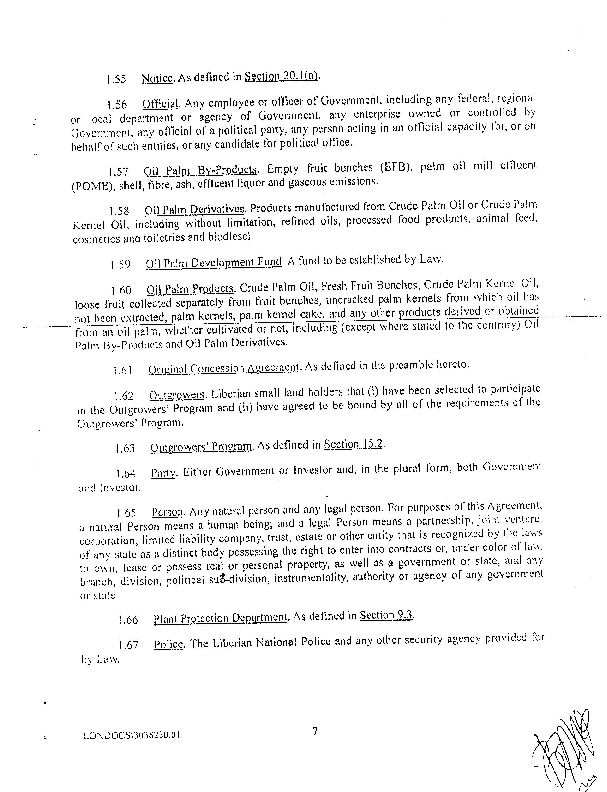 1.55 Notice. As defined in Section 30.1(n).
1.56 Official. Any employee or officer of Government, including any federal, regional
or local department or agency of Government, any enterprise owned or controlled by
Government, any official of a political party, any person acting in an official capacity for, or on
behalf of such entities, or any candidate for political office.
1.57 Oil Palm By-Products. Empty fruit bunches (EFB), palm oil mill effluent
(POME), shell, fibre, ash, effluent liquor and gaseous emissions.
1.58 Oil Palm Derivatives. Products manufactured from Crude Palm Oil or Crude Palm
Kernel Oil, including without limitation, refined oils, processed food products, animal feed,
cosmetics and toiletries and biodiesel
1.59 Oil Palm Development Fund. A fund to be established by Law.
1.60 Oil Palm Products. Crude Palm Oil, Fresh Fruit Bunches, Crude Palm Kernel Oil,
loose fruit collected separately from fruit bunches, uncracked palm kernels from which oil has
not been extracted, palm kernels, palm kernel cake, and any other products derived or obtained
from an oil palm, whether cultivated or not, including (except where stated to the contrary) Oil
Palm By-Products and Oil Palm Derivatives.
1.61 Original Concession Agreement. As defined in the preamble hereto.
1.62 Outgrowers. Liberian small land holders that (i) have been selected to participate
in the Outgrowers' Program and (ii) have agreed to be bound by all of the requirements of the
Outgrowers' Program.
1.63 Outgrowers' Program. As defined in Section 15.2.
1.64 Party. Either Government or Investor and, in the plural form, both Government
and Investor.
1.65 Person. Any natural person and any legal person. For purposes of this Agreement,
a natural Person means a human being; and a legal Person means a partnership, joint venture,
corporation, limited liability company, trust, estate or other entity that is recognized by the laws
of any state as a distinct body possessing the right to enter into contracts or, under color of law,
to own, lease or possess real or personal property, as well as a government or state, and any
branch, division, political sub-division, instrumentality, authority or agency of any government
or state.
1.66 Plant Protection Department. As defined in Section 9.3.
1.67 Police. The Liberian National Police and any other security agency provided for
by Law.
7